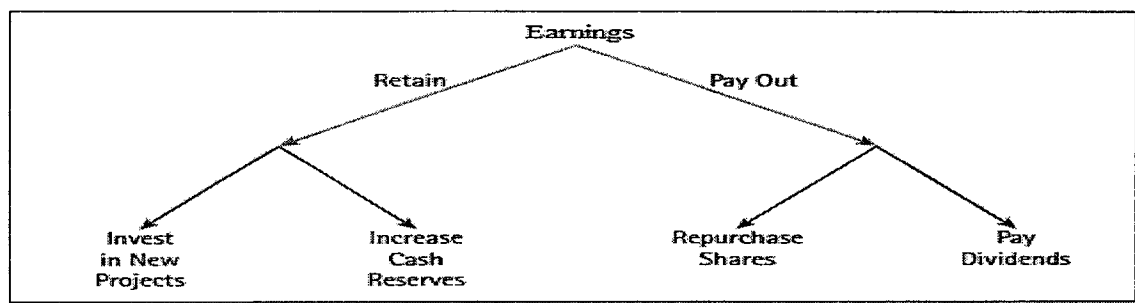 Earnings
Retain
Pay Out
Invest
in New
Projects
Increase
Cash
Reserves
Repurchase
Shares
Pay
Dividends